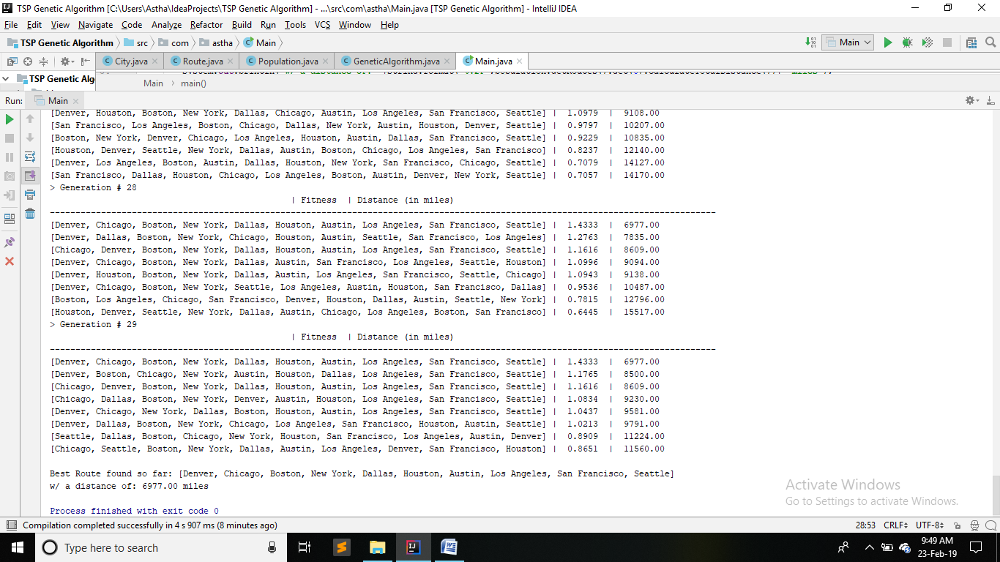 TSP Genetic Algorithm [C:\Users\Astha\IdeaProjects\TSP Genetic Algorithm] - ...\src\com\astha\Main.java [TSP Genetic Algorithm] - IntelliJ IDEA
File Edit View Navigate Code Analyze Refactor Build Run Tools VCS Window Help
TSP Genetic Algorithm src com astha Main Main
City.java Route.java Population.java GeneticAlgorithm.java Main.java
TSP Genetic Alg
Main main()
Run: Main
[Denver, Houston, Boston, New York, Dallas, Chicago, Austin, Los Angeles, San Francisco, Seattle] | 1.0979 | 9108.00
[San Francisco, Los Angeles, Boston, Chicago, Dallas, New York, Austin, Houston, Denver, Seattle] | 0.9797 | 10207.00
[Boston, New York, Denver, Chicago, Los Angeles, Houston, Austin, Dallas, San Francisco, Seattle] | 0.9229 | 10835.00
[Houston, Denver, Seattle, New York, Dallas, Austin, Boston, Chicago, Los Angeles, San Francisco] | 0.8237 | 12140.00
[Denver, Los Angeles, Boston, Austin, Dallas, Houston, New York, San Francisco, Chicago, Seattle] | 0.7079 | 14127.00
[San Francisco, Dallas, Houston, Chicago, Los Angeles, Boston, Austin, Denver, New York, Seattle] | 0.7057 | 14170.00
> Generation # 28
| Fitness | Distance (in miles)
[Denver, Chicago, Boston, New York, Dallas, Houston, Austin, Los Angeles, San Francisco, Seattle] | 1.4333 | 6977.00
[Denver, Dallas, Boston, New York, Chicago, Houston, Austin, Seattle, San Francisco, Los Angeles] | 1.2763 | 7835.00
[Chicago, Denver, Boston, New York, Dallas, Houston, Austin, Los Angeles, San Francisco, Seattle] | 1.1616 | 8609.00
[Denver, Chicago, Boston, New York, Dallas, Austin, San Francisco, Los Angeles, Seattle, Houston] | 1.0996 | 9094.00
[Denver, Houston, Boston, New York, Dallas, Austin, Los Angeles, San Francisco, Seattle, Chicago] | 1.0943 | 9138.00
[Denver, Chicago, Boston, New York, Seattle, Los Angeles, Austin, Houston, San Francisco, Dallas] | 0.9536 | 10487.00
[Boston, Los Angeles, Chicago, San Francisco, Denver, Houston, Dallas, Austin, Seattle, New York] | 0.7815 | 12796.00
[Houston, Denver, Seattle, New York, Dallas, Austin, Chicago, Los Angeles, Boston, San Francisco] | 0.6445 | 15517.00
> Generation # 29
| Fitness | Distance (in miles)
[Denver, Chicago, Boston, New York, Dallas, Houston, Austin, Los Angeles, San Francisco, Seattle] | 1.4333 | 6977.00
[Denver, Boston, Chicago, New York, Austin, Houston, Dallas, Los Angeles, San Francisco, Seattle] | 1.1765 | 8500.00
[Chicago, Denver, Boston, New York, Dallas, Houston, Austin, Los Angeles, San Francisco, Seattle] | 1.1616 | 8609.00
[Chicago, Dallas, Boston, New York, Denver, Austin, Houston, Los Angeles, San Francisco, Seattle] | 1.0834 | 9230.00
[Denver, Chicago, New York, Dallas, Boston, Houston, Austin, Los Angeles, San Francisco, Seattle] | 1.0437 | 9581.00
[Denver, Dallas, Boston, New York, Chicago, Los Angeles, San Francisco, Houston, Austin, Seattle] | 1.0213 | 9791.00
[Seattle, Dallas, Boston, Chicago, New York, Houston, San Francisco, Los Angeles, Austin, Denver] | 0.8909 | 11224.00
[Chicago, Seattle, Boston, New York, Dallas, Austin, Los Angeles, Denver, San Francisco, Houston] | 0.8651 | 11560.00
Best Route found so far: [Denver, Chicago, Boston, New York, Dallas, Houston, Austin, Los Angeles, San Francisco, Seattle]
w/ a distance of: 6977.00 miles
Activate Windows
Go to Settings to activate Windows.
Process finished with exit code 0
Compilation completed successfully in 4 s 907 ms (8 minutes ago) 28:53 CRLF UTF-8
Type here to search 9:49 AM
23-Feb-19